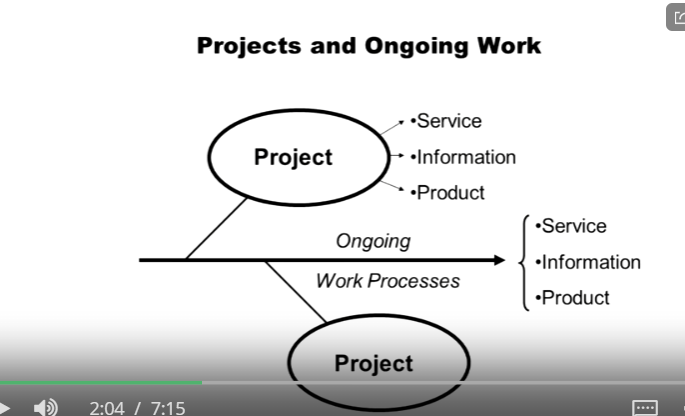 Projects and Ongoing Work
Project
•Service
•Information
•Product
Ongoing
Work Processes
•Service
•Information
•Product
Project
2:04 / 7:15